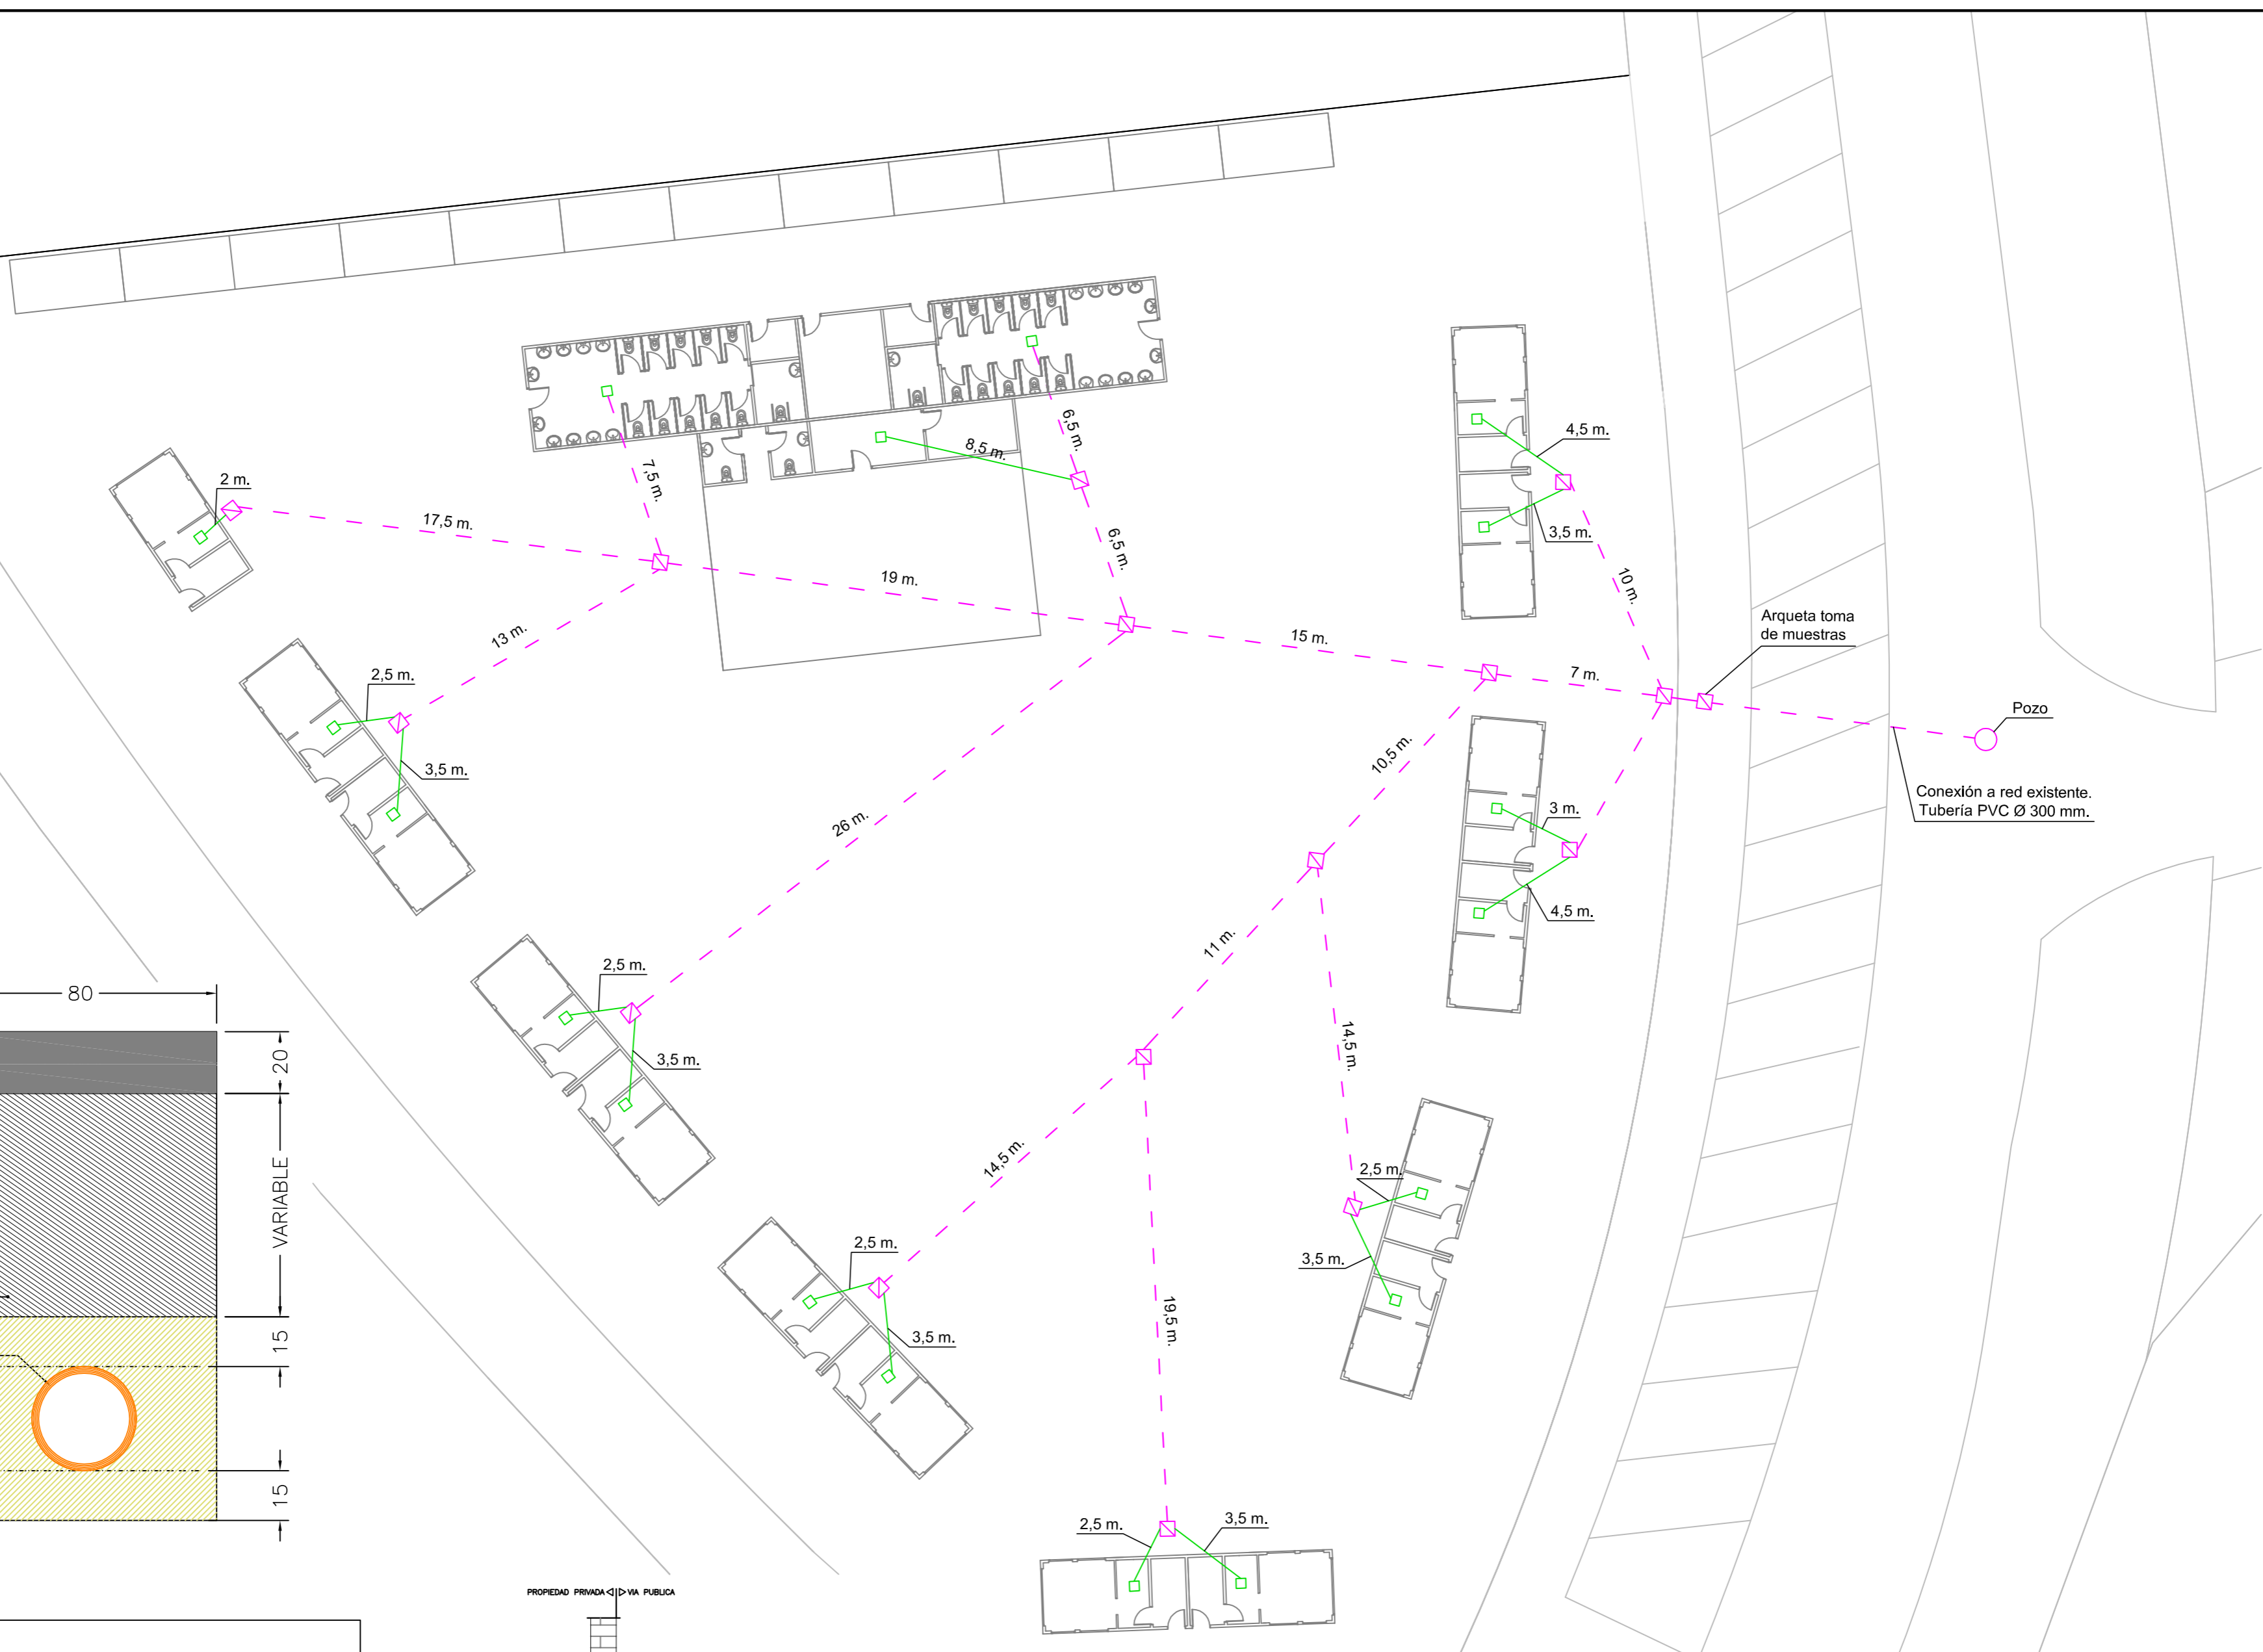 6,5 m.
8,5 m.
4,5 m.
7,5 m.
2 m.
17,5 m.
3,5 m.
6,5 m.
19 m.
10 m.
Arqueta toma
de muestras
13 m.
15 m.
2,5 m.
7 m.
Pozo
3,5 m.
10,5 m.
Conexión a red existente.
Tubería PVC Ø 300 mm.
26 m.
3 m.
4,5 m.
11 m.
2,5 m.
80
3,5 m.
14,5 m.
20
14,5 m.
2,5 m.
VARIABLE
2,5 m.
3,5 m.
19,5 m.
3,5 m.
15
15
2,5 m.
3,5 m.
PROPIEDAD PRIVADA VIA PUBLICA